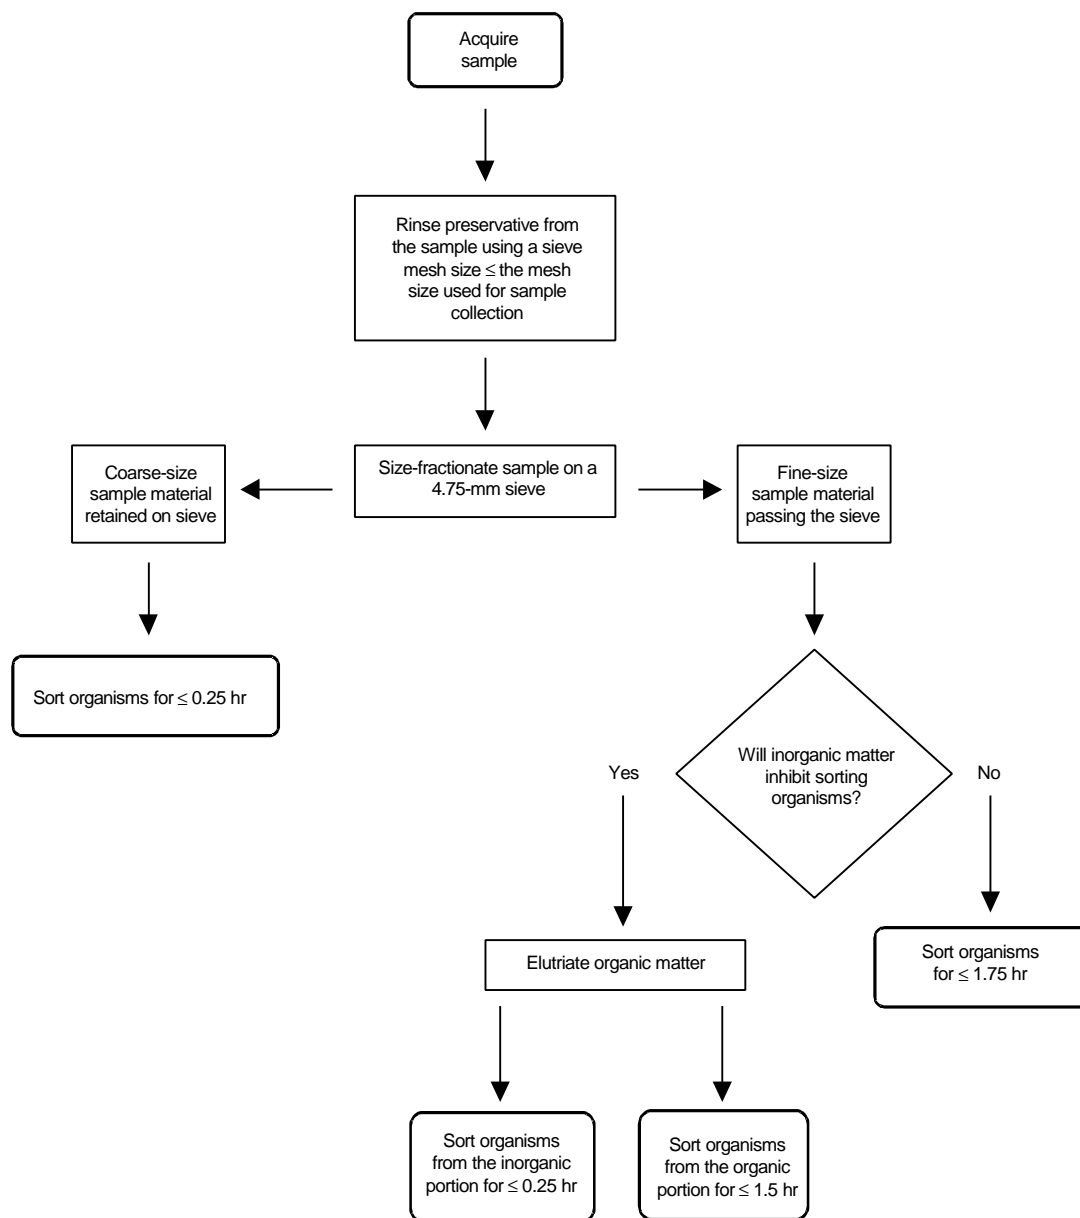 Acquire
sample
Rinse preservative from
the sample using a sieve
mesh size ≤ the mesh
size used for sample
collection
Size-fractionate sample on a
4.75-mm sieve
Coarse-size
sample material
retained on sieve
Fine-size
sample material
passing the sieve
Sort organisms for ≤ 0.25 hr
Will inorganic matter
inhibit sorting
organisms?
Yes
No
Sort organisms
for ≤ 1.75 hr
Elutriate organic matter
Sort organisms
from the inorganic
portion for ≤ 0.25 hr
Sort organisms
from the organic
portion for ≤ 1.5 hr